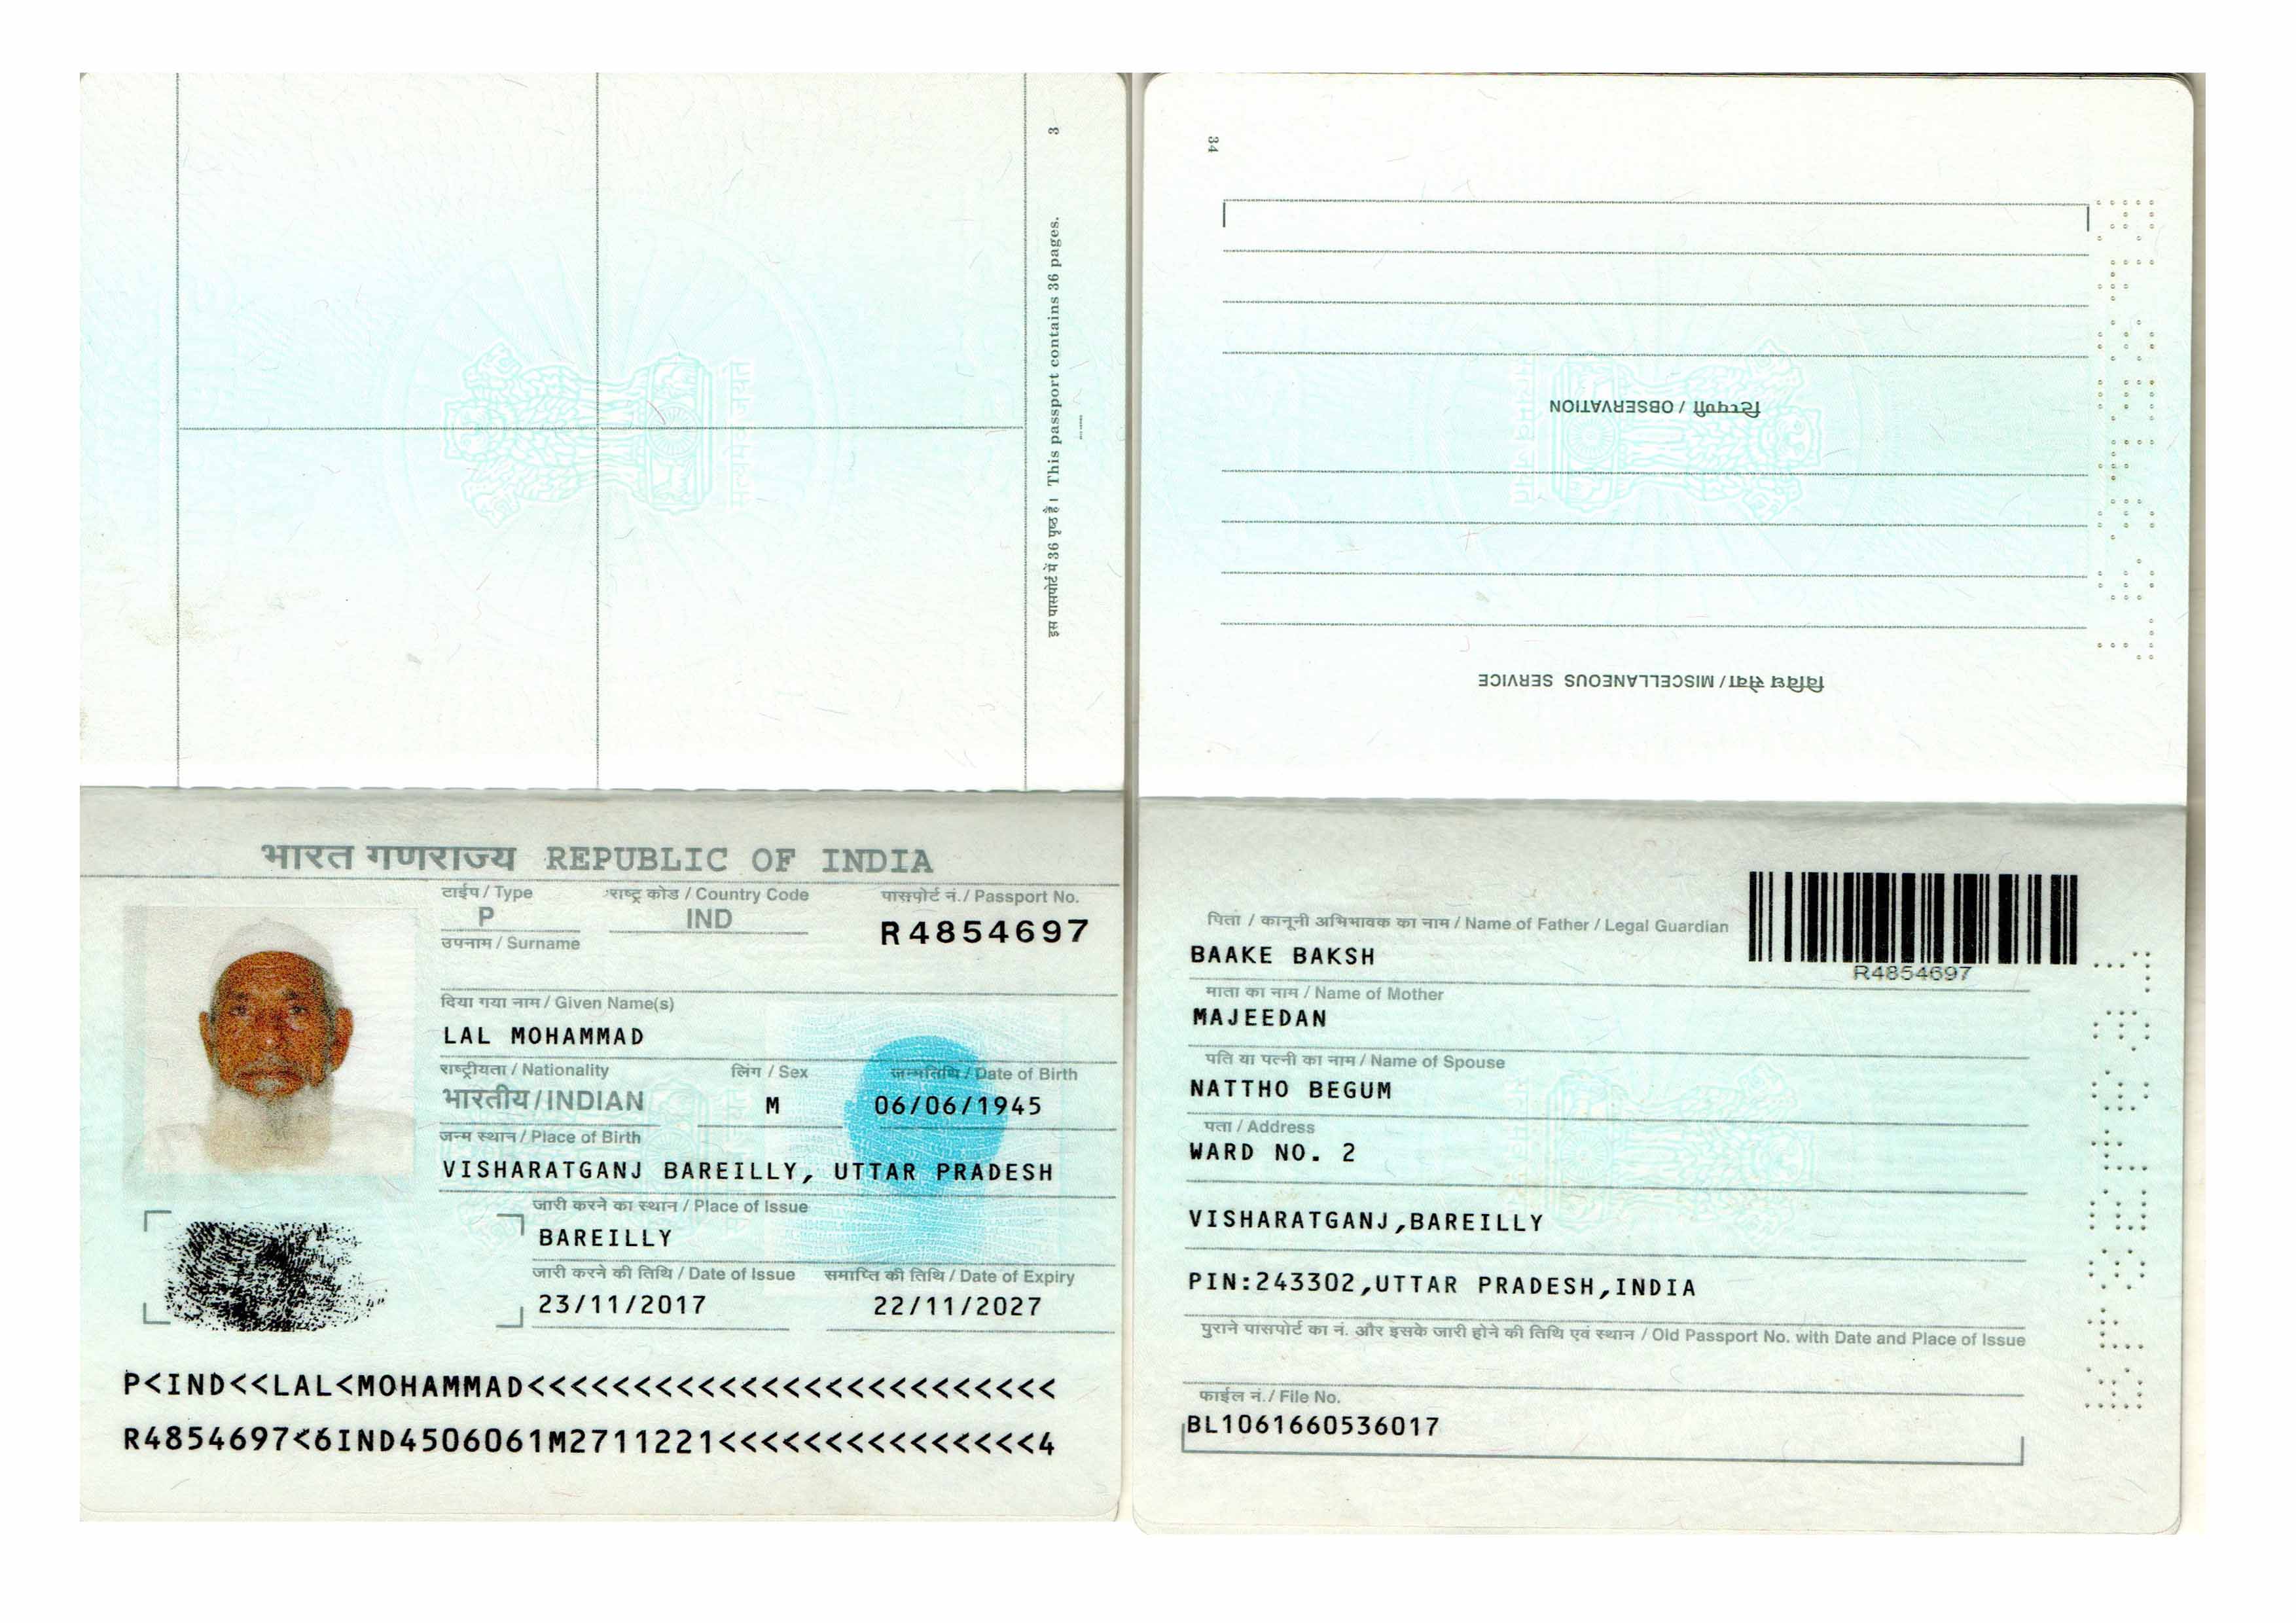 3
इस पासपोर्ट में 36 पृष्ठ है। This passport contains 36 pages.
भारत गणराज्य REPUBLIC OF INDIA
टाईप / Type
राष्ट्र कोड / Country Code
पासपोर्ट नं. / Passport No.
P
IND
R4854697
उपनाम / Surname
दिया गया नाम / Given Name(s)
LAL MOHAMMAD
राष्ट्रीयता / Nationality
लिंग / Sex
जन्मतिथि / Date of Birth
भारतीय/INDIAN
M
06/06/1945
जन्म स्थान / Place of Birth
VISHARATGANJ BAREILLY, UTTAR PRADESH
जारी करने का स्थान / Place of Issue
BAREILLY
जारी करने की तिथि / Date of Issue
समाप्ति की तिथि / Date of Expiry
23/11/2017
22/11/2027
P<IND<<LAL<MOHAMMAD<<<<<<<<<<<<<<<<<<<<<<<<<
R4854697<6IND4506061M2711221<<<<<<<<<<<<<<<4
34
टिप्पणी / OBSERVATION
विविध सेवा / MISCELLANEOUS SERVICE
पिता / कानूनी अभिभावक का नाम / Name of Father / Legal Guardian
BAAKE BAKSH
R4854697
माता का नाम / Name of Mother
MAJEEDAN
पति या पत्नी का नाम / Name of Spouse
NATTHO BEGUM
पता / Address
WARD NO. 2
VISHARATGANJ,BAREILLY
PIN:243302,UTTAR PRADESH,INDIA
पुराने पासपोर्ट का नं. और इसके जारी होने की तिथि एवं स्थान / Old Passport No. with Date and Place of Issue
फाईल नं. / File No.
BL1061660536017